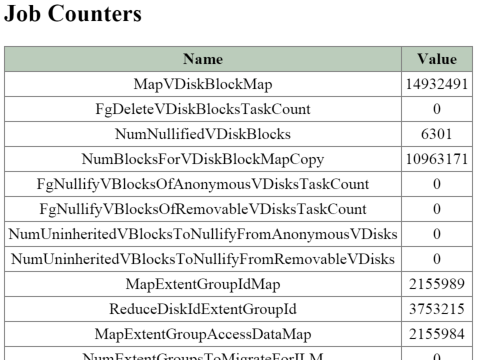 Job Counters
Name Value
MapVDiskBlockMap 14932491
FgDeleteVDiskBlocksTaskCount 0
NumNullifiedVDiskBlocks 6301
NumBlocksForVDiskBlockMapCopy 10963171
FgNullifyVBlocksOfAnonymousVDisksTaskCount 0
FgNullifyVBlocksOfRemovableVDisksTaskCount 0
NumUninheritedVBlocksToNullifyFromAnonymousVDisks 0
NumUninheritedVBlocksToNullifyFromRemovableVDisks 0
MapExtentGroupIdMap 2155989
ReduceDiskIdExtentGroupId 3753215
MapExtentGroupAccessDataMap 2155984
NumExtentGroupsToMigrateForILM 0